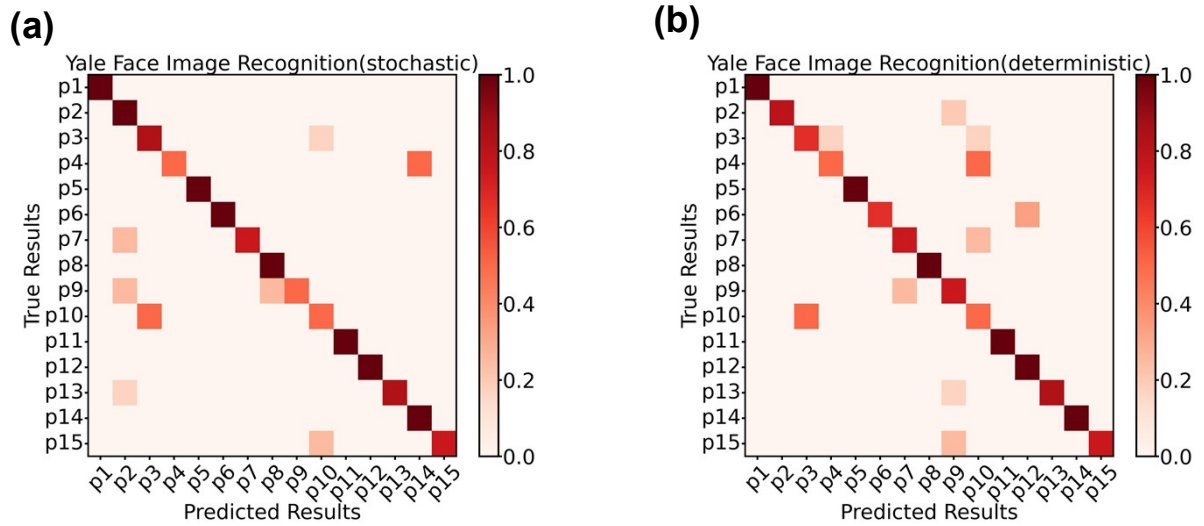 (a)
Yale Face Image Recognition(stochastic)
True Results
p1
p2
p3
p4
p5
p6
p7
p8
p9
p10
p11
p12
p13
p14
p15
p1 p2 p3 p4 p5 p6 p7 p8 p9 p10 p11 p12 p13 p14 p15
Predicted Results
1.0
0.8
0.6
0.4
0.2
0.0
(b)
Yale Face Image Recognition(deterministic)
True Results
p1
p2
p3
p4
p5
p6
p7
p8
p9
p10
p11
p12
p13
p14
p15
p1 p2 p3 p4 p5 p6 p7 p8 p9 p10 p11 p12 p13 p14 p15
Predicted Results
1.0
0.8
0.6
0.4
0.2
0.0